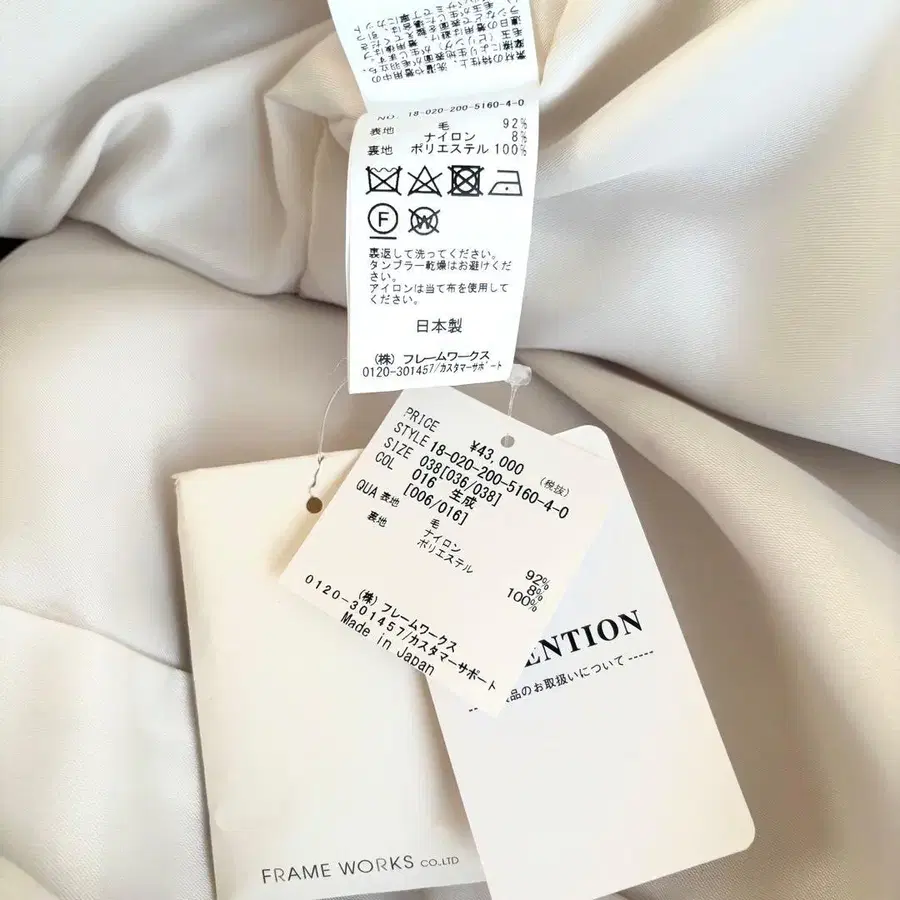 NO. 18-020-200-5160-4-0
表地 毛 92%
ナイロン 8%
裏地 ポリエステル 100%
F
W
裏返して洗ってください。
タンブラー乾燥はお避けくだ
さい。
アイロンは当て布を使用して
ください。
日本製
(株) フレームワークス
0120-301457/カスタマーサポート
PRICE ¥43,000 (税抜)
STYLE 18-020-200-5160-4-0
SIZE 038[036/038]
COL 016 生成
[006/016]
QUA 表地 毛 92%
ナイロン 8%
裏地 ポリエステル 100%
(株) フレームワークス
0120-301457/カスタマーサポート
Made in Japan
ENTION
品のお取扱いについて -----
FRAME WORKS CO.,LTD